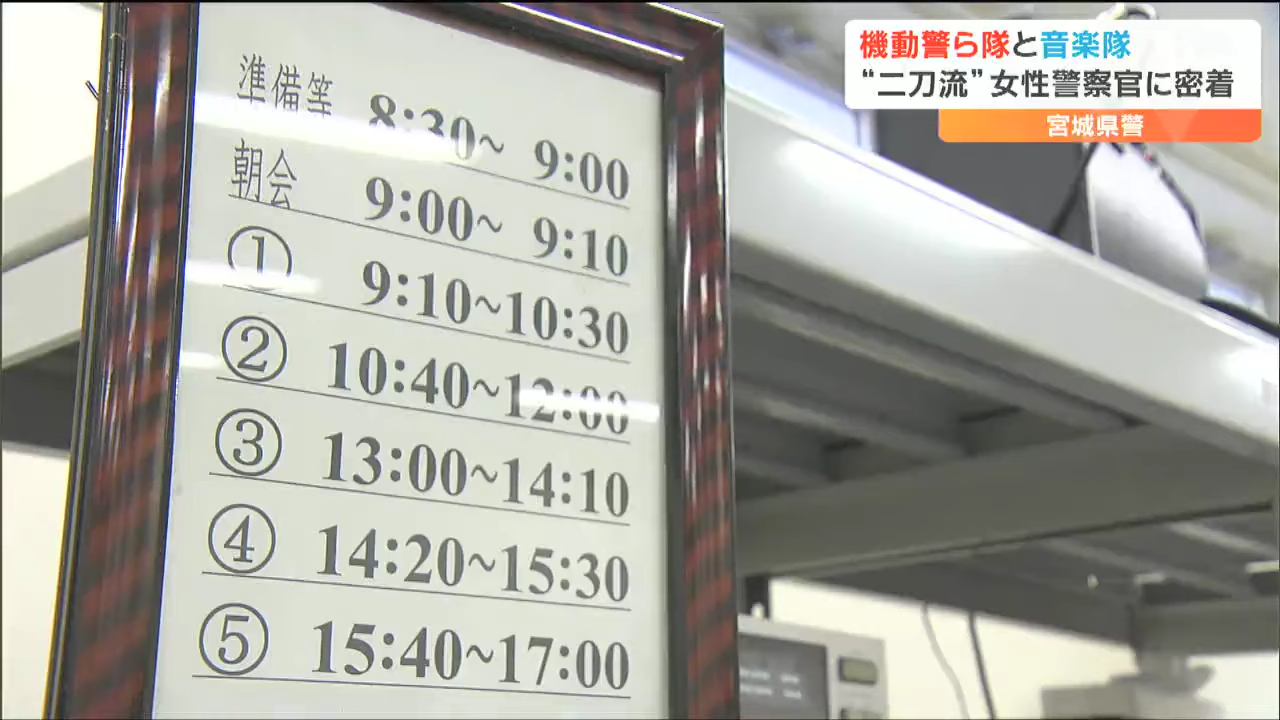 機動警ら隊と音楽隊
“二刀流”女性警察官に密着
宮城県警
準備等 8:30~ 9:00
朝会 9:00~ 9:10
① 9:10~10:30
② 10:40~12:00
③ 13:00~14:10
④ 14:20~15:30
⑤ 15:40~17:00